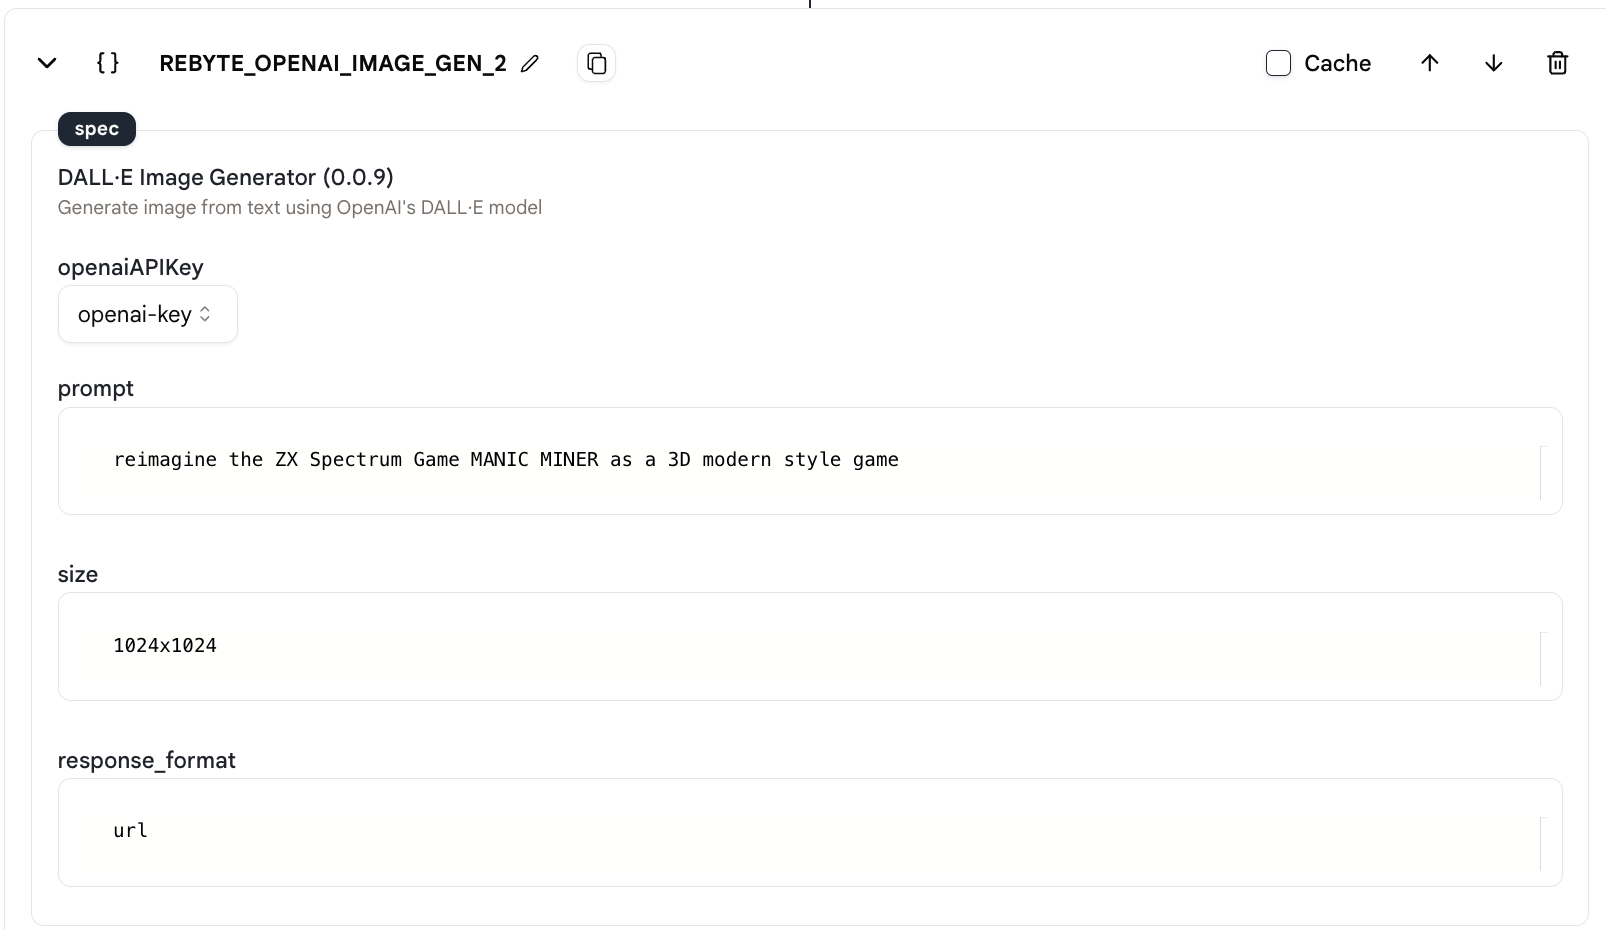 REBYTE_OPENAI_IMAGE_GEN_2
Cache
spec
DALL·E Image Generator (0.0.9)
Generate image from text using OpenAI's DALL·E model
openaiAPIKey
openai-key
prompt
reimagine the ZX Spectrum Game MANIC MINER as a 3D modern style game
size
1024x1024
response_format
url